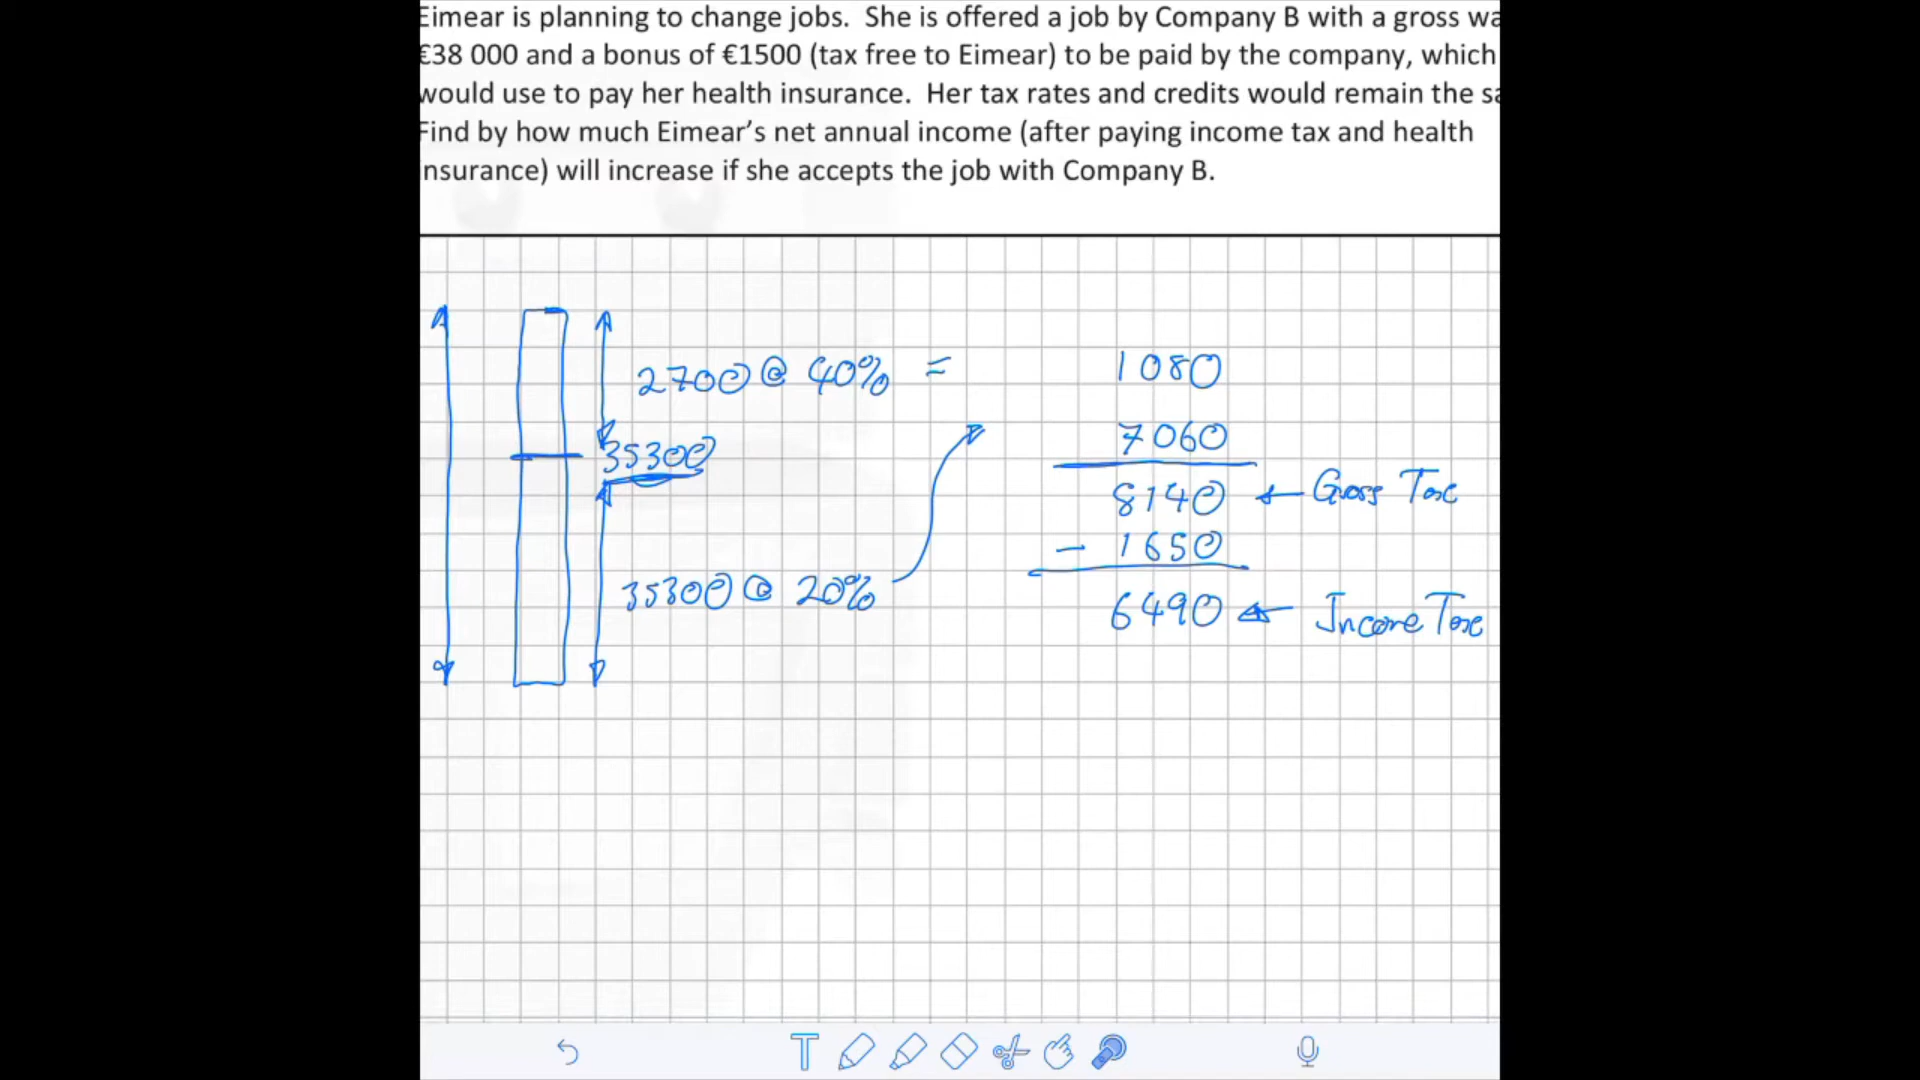 Eimear is planning to change jobs. She is offered a job by Company B with a gross wa
€38 000 and a bonus of €1500 (tax free to Eimear) to be paid by the company, which
would use to pay her health insurance. Her tax rates and credits would remain the sa
Find by how much Eimear's net annual income (after paying income tax and health
insurance) will increase if she accepts the job with Company B.
2700 @ 40% = 1080
35300
7060
8140 ← Gross Tax
35300 @ 20%
- 1650
6490 ← Income Tax
T